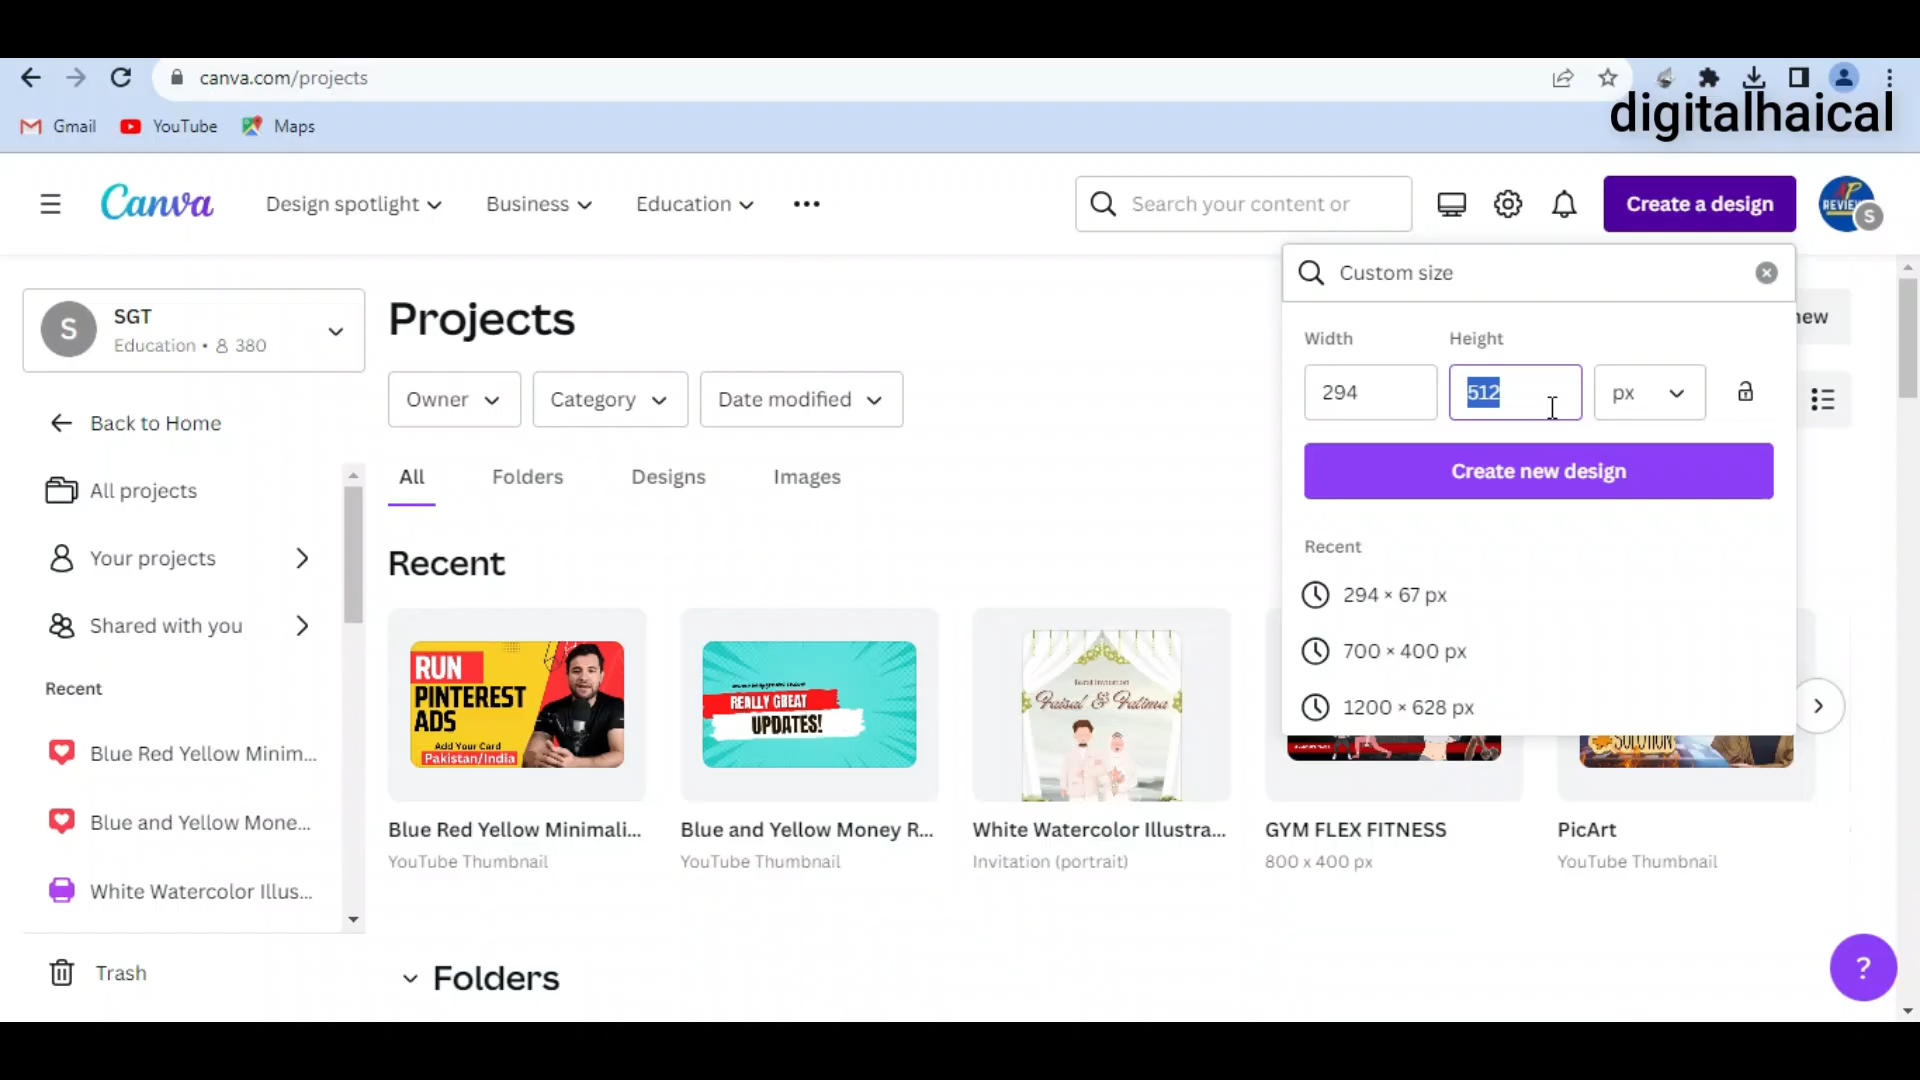 canva.com/projects
Gmail
YouTube
Maps
digitalhaical
Canva
Design spotlight
Business
Education
Search your content or
Create a design
REVIEW
S
SGT
Education • 380
Back to Home
All projects
Your projects
Shared with you
Recent
Blue Red Yellow Minim...
Blue and Yellow Mone...
White Watercolor Illus...
Trash
Projects
Owner
Category
Date modified
All
Folders
Designs
Images
Recent
RUN
PINTEREST
ADS
Add Your Card
Pakistan/India
REALLY GREAT
UPDATES!
Faisal & Fatima
SOLUTION
Blue Red Yellow Minimali...
YouTube Thumbnail
Blue and Yellow Money R...
YouTube Thumbnail
White Watercolor Illustra...
Invitation (portrait)
GYM FLEX FITNESS
800 x 400 px
PicArt
YouTube Thumbnail
Folders
Custom size
Width
Height
294
512
px
Create new design
Recent
294 × 67 px
700 × 400 px
1200 × 628 px
?